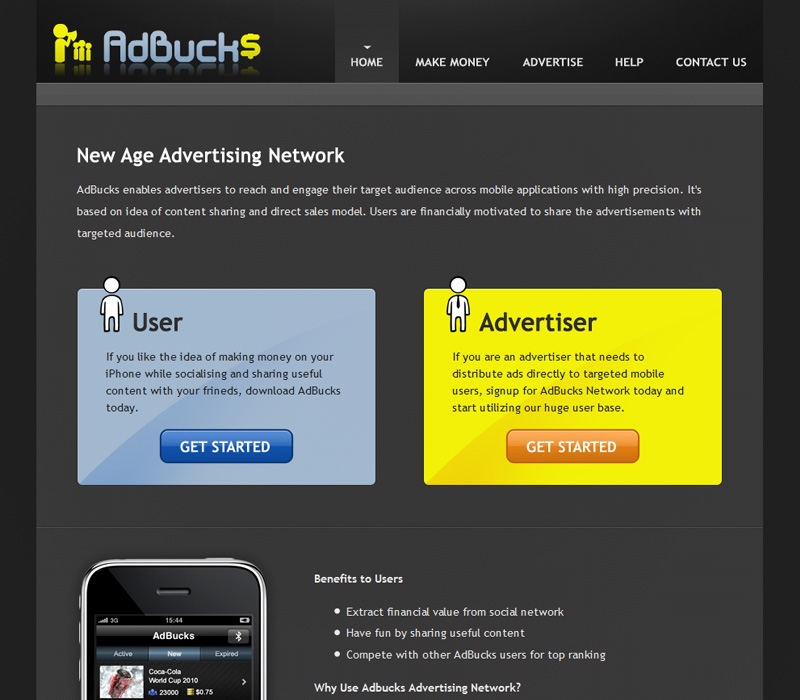 AdBuck$
HOME
MAKE MONEY
ADVERTISE
HELP
CONTACT US
New Age Advertising Network
AdBucks enables advertisers to reach and engage their target audience across mobile applications with high precision. It's
based on idea of content sharing and direct sales model. Users are financially motivated to share the advertisements with
targeted audience.
User
If you like the idea of making money on your
iPhone while socialising and sharing useful
content with your frineds, download AdBucks
today.
GET STARTED
Advertiser
If you are an advertiser that needs to
distribute ads directly to targeted mobile
users, signup for AdBucks Network today and
start utilizing our huge user base.
GET STARTED
3G
15:44
AdBucks
Active
New
Expired
Coca-Cola
World Cup 2010
23000
$0.75
Benefits to Users
Extract financial value from social network
Have fun by sharing useful content
Compete with other AdBucks users for top ranking
Why Use Adbucks Advertising Network?